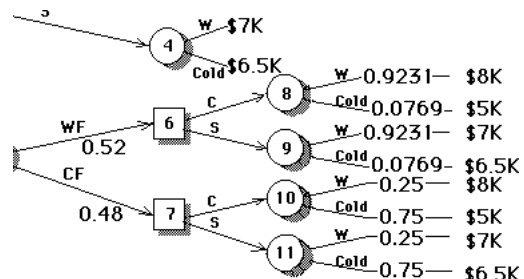 S
W $7K
4
Cold $6.5K
W 0.9231 $8K
8
C Cold 0.0769 $5K
WF 6 W 0.9231 $7K
0.52 S 9
Cold 0.0769 $6.5K
CF W 0.25 $8K
C 10
0.48 7 Cold 0.75 $5K
S W 0.25 $7K
11
Cold 0.75 $6.5K